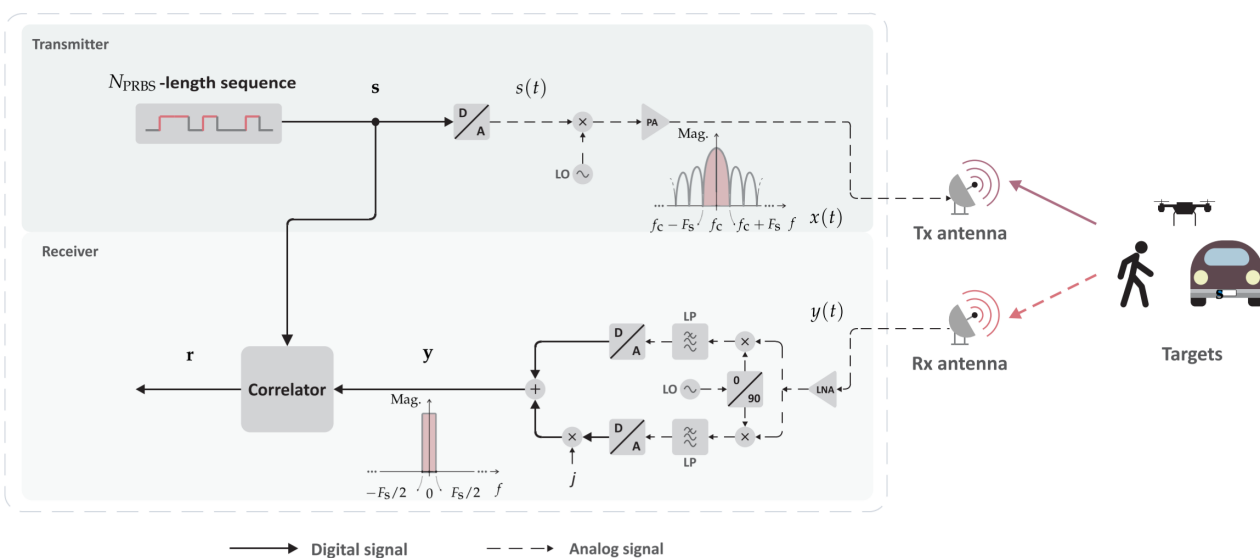 Transmitter
N_PRBS -length sequence
s
D
A
s(t)
LO
PA
Mag.
... ...
f_c − F_s f_c f_c + F_s f
x(t)
Tx antenna
Receiver
r
Correlator
y
Mag.
... ...
−F_s/2 0 F_s/2 f
j
D
A
D
A
LP
LP
LO
0
90
LNA
y(t)
Rx antenna
s
Targets
Digital signal
Analog signal